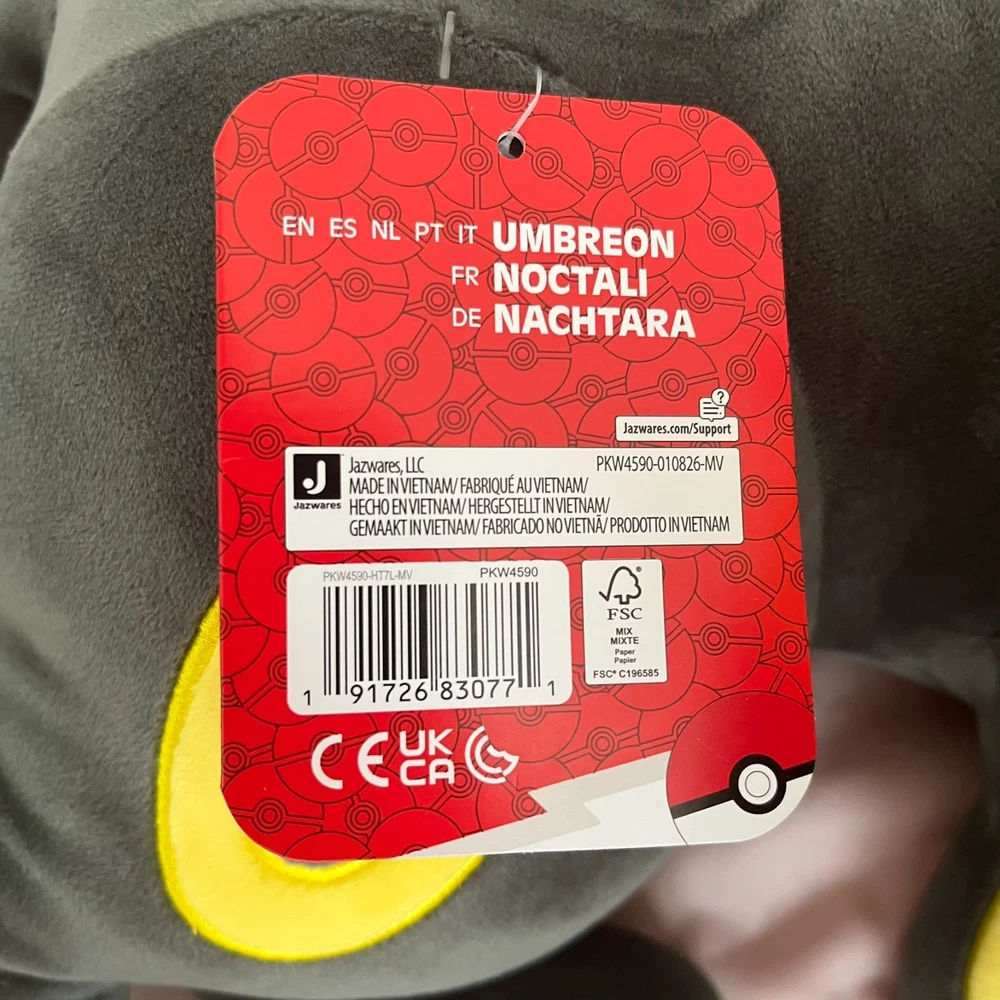 EN ES NL PT IT UMBREON
FR NOCTALI
DE NACHTARA
?
Jazwares.com/Support
J
Jazwares
Jazwares, LLC PKW4590-010826-MV
MADE IN VIETNAM/ FABRIQUÉ AU VIETNAM/
HECHO EN VIETNAM/ HERGESTELLT IN VIETNAM/
GEMAAKT IN VIETNAM/ FABRICADO NO VIETNÃ/ PRODOTTO IN VIETNAM
PKW4590-HT7L-MV PKW4590
1 91726 83077 1
FSC
MIX
MIXTE
Paper
Papier
FSC® C196585
CE UK
CA